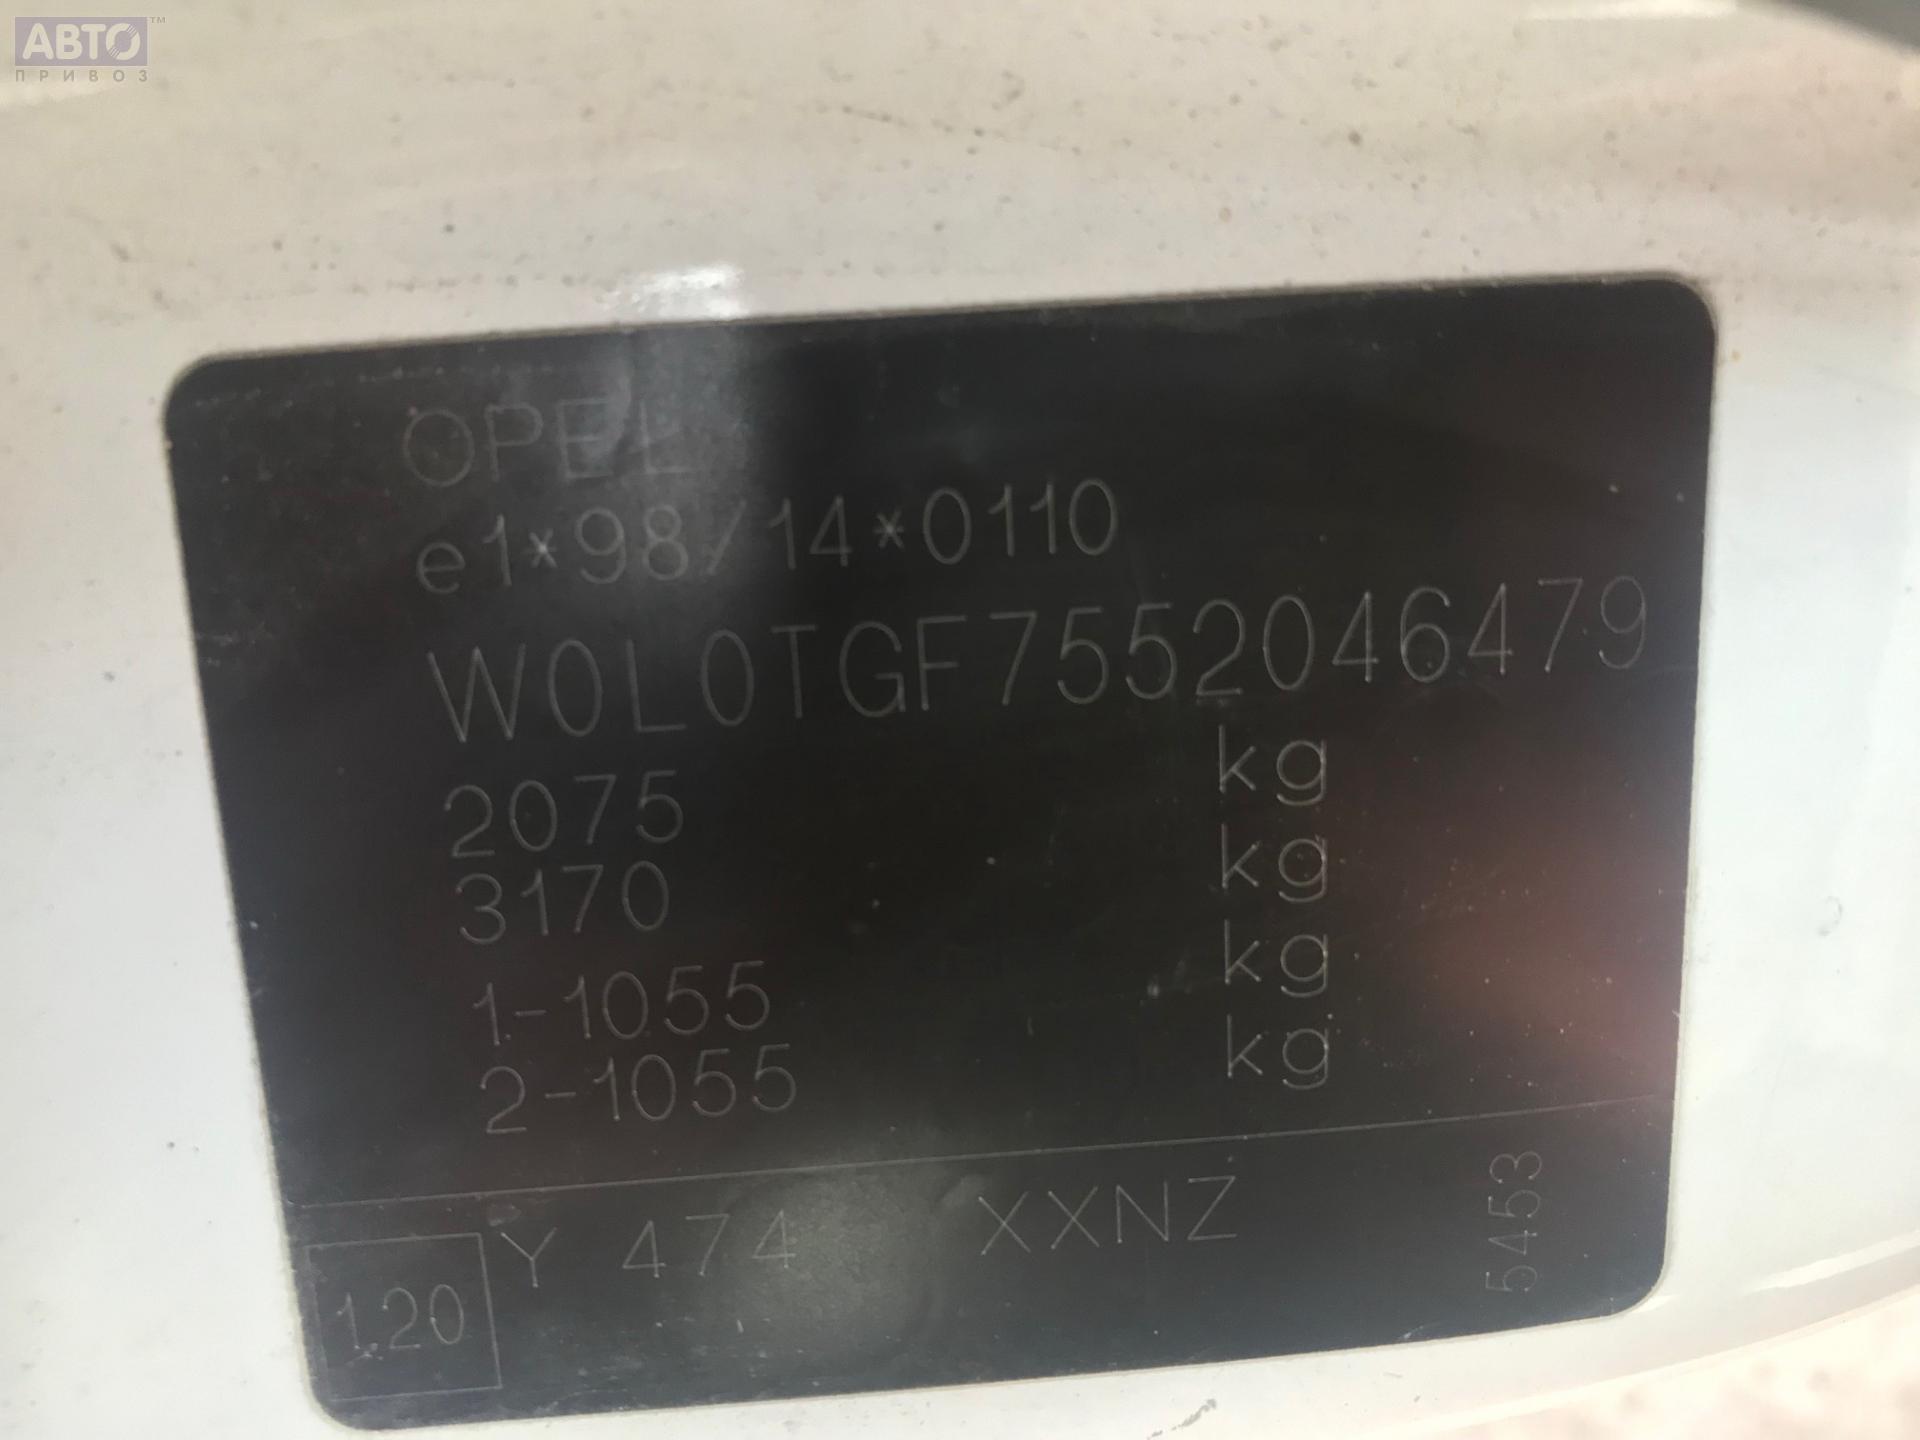 АВТО™
ПРИВОЗ
OPEL
e1*98/14*0110
W0L0TGF7552046479
2075 kg
3170 kg
1-1055 kg
2-1055 kg
1.20 Y 474 XXNZ 5453